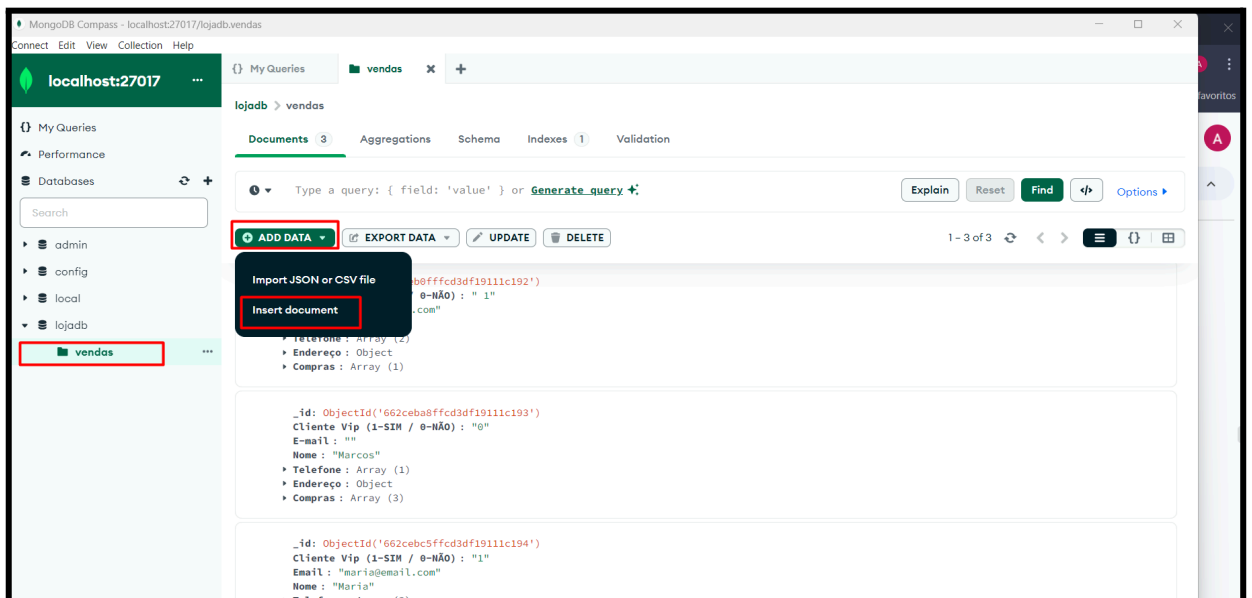 MongoDB Compass - localhost:27017/lojadb.vendas
Connect Edit View Collection Help
localhost:27017 ...
{} My Queries
Performance
Databases
Search
admin
config
local
lojadb
vendas ...
{} My Queries vendas
lojadb > vendas
Documents 3 Aggregations Schema Indexes 1 Validation
Type a query: { field: 'value' } or Generate query
Explain Reset Find </> Options
ADD DATA EXPORT DATA UPDATE DELETE
1 – 3 of 3 {}
Import JSON or CSV file
Insert document
eb0fffcd3df19111c192')
/ 0-NÃO) : " 1"
.com"
Telefone : Array (2)
Endereço : Object
Compras : Array (1)
_id: ObjectId('662ceba8ffcd3df19111c193')
Cliente Vip (1-SIM / 0-NÃO) : "0"
E-mail : ""
Nome : "Marcos"
Telefone : Array (1)
Endereço : Object
Compras : Array (3)
_id: ObjectId('662cebc5ffcd3df19111c194')
Cliente Vip (1-SIM / 0-NÃO) : "1"
Email : "maria@email.com"
Nome : "Maria"
A
favoritos
A